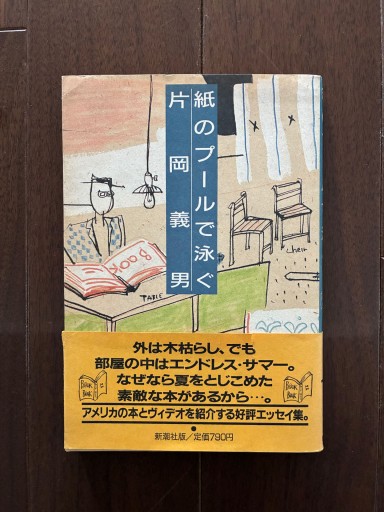 紙のプールで泳ぐ
片岡義男
BOOK
TABLE
chair
外は木枯らし、でも
部屋の中はエンドレス・サマー。
なぜなら夏をとじこめた
素敵な本があるから…。
BOOK
BOOK
アメリカの本とヴィデオを紹介する好評エッセイ集。
新潮社版/定価790円